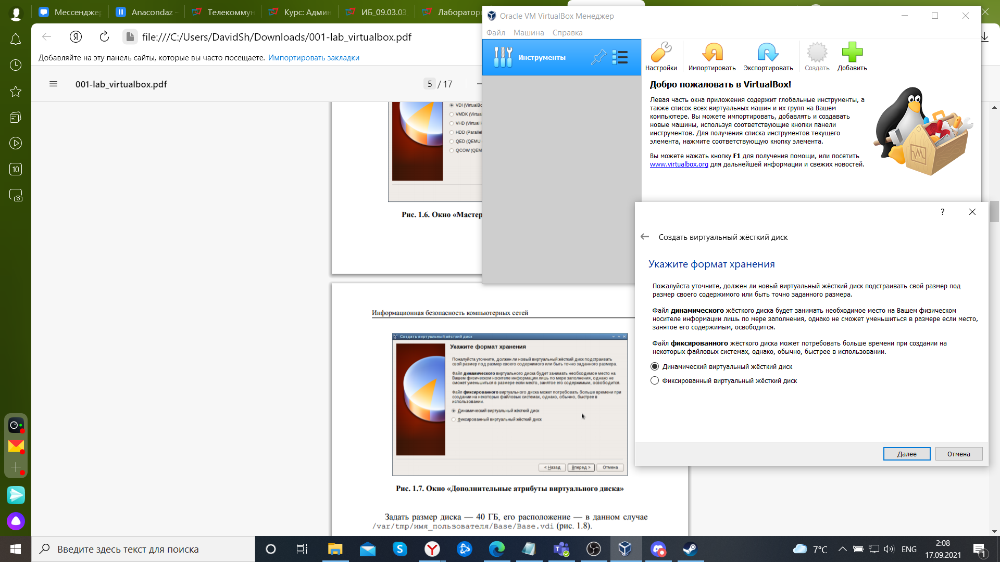 Мессендже
Anacondaz -
Телекоммун
Курс: Адми
ИБ_09.03.03
Лаборатор
file:///C:/Users/DavidSh/Downloads/001-lab_virtualbox.pdf
Добавляйте на эту панель сайты, которые вы часто посещаете. Импортировать закладки
001-lab_virtualbox.pdf
5 / 17
10
VDI (VirtualBo
VMDK (Virtua
VHD (Virtual H
HDD (Parallel
QED (QEMU
QCOW (QEM
Рис. 1.6. Окно «Мастер
Информационная безопасность компьютерных сетей
Создать виртуальный жёсткий диск
Укажите формат хранения
Пожалуйста уточните, должен ли новый виртуальный жёсткий диск подстраивать
свой размер под размер своего содержимого или быть точно заданного размера.
Файл динамического виртуального диска будет занимать необходимое место на
Вашем физическом носителе информации лишь по мере заполнения, однако не
сможет уменьшиться в размере если место, занятое его содержимым, освободится.
Файл фиксированного виртуального диска может потребовать больше времени при
создании на некоторых файловых системах, однако, обычно, быстрее в
использовании.
Динамический виртуальный жёсткий диск
Фиксированный виртуальный жёсткий диск
< Назад
Вперед >
Отмена
Рис. 1.7. Окно «Дополнительные атрибуты виртуального диска»
Задать размер диска — 40 ГБ, его расположение — в данном случае
/var/tmp/имя_пользователя/Base/Base.vdi (рис. 1.8).
Oracle VM VirtualBox Менеджер
Файл
Машина
Справка
Инструменты
Настройки
Импортировать
Экспортировать
Создать
Добавить
Добро пожаловать в VirtualBox!
Левая часть окна приложения содержит глобальные инструменты, а
также список всех виртуальных машин и их групп на Вашем
компьютере. Вы можете импортировать, добавлять и создавать
новые машины, используя соответствующие кнопки панели
инструментов. Для получения списка инструментов текущего
элемента, нажмите соответствующую кнопку элемента.
Вы можете нажать кнопку F1 для получения помощи, или посетить
www.virtualbox.org для дальнейшей информации и свежих новостей.
?
Создать виртуальный жёсткий диск
Укажите формат хранения
Пожалуйста уточните, должен ли новый виртуальный жёсткий диск подстраивать свой размер под
размер своего содержимого или быть точно заданного размера.
Файл динамического жёсткого диска будет занимать необходимое место на Вашем физическом
носителе информации лишь по мере заполнения, однако не сможет уменьшиться в размере если место,
занятое его содержимым, освободится.
Файл фиксированного жёсткого диска может потребовать больше времени при создании на
некоторых файловых системах, однако, обычно, быстрее в использовании.
Динамический виртуальный жёсткий диск
Фиксированный виртуальный жёсткий диск
Далее
Отмена
Введите здесь текст для поиска
7°C
ENG
2:08
17.09.2021
1